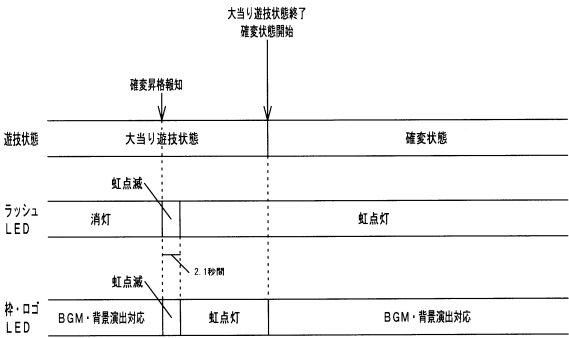 大当り遊技状態終了
確変状態開始
確変昇格報知
遊技状態
大当り遊技状態
確変状態
虹点滅
ラッシュ
LED
消灯
虹点灯
2.1秒間
虹点滅
枠・ロゴ
LED
BGM・背景演出対応
虹点灯
BGM・背景演出対応